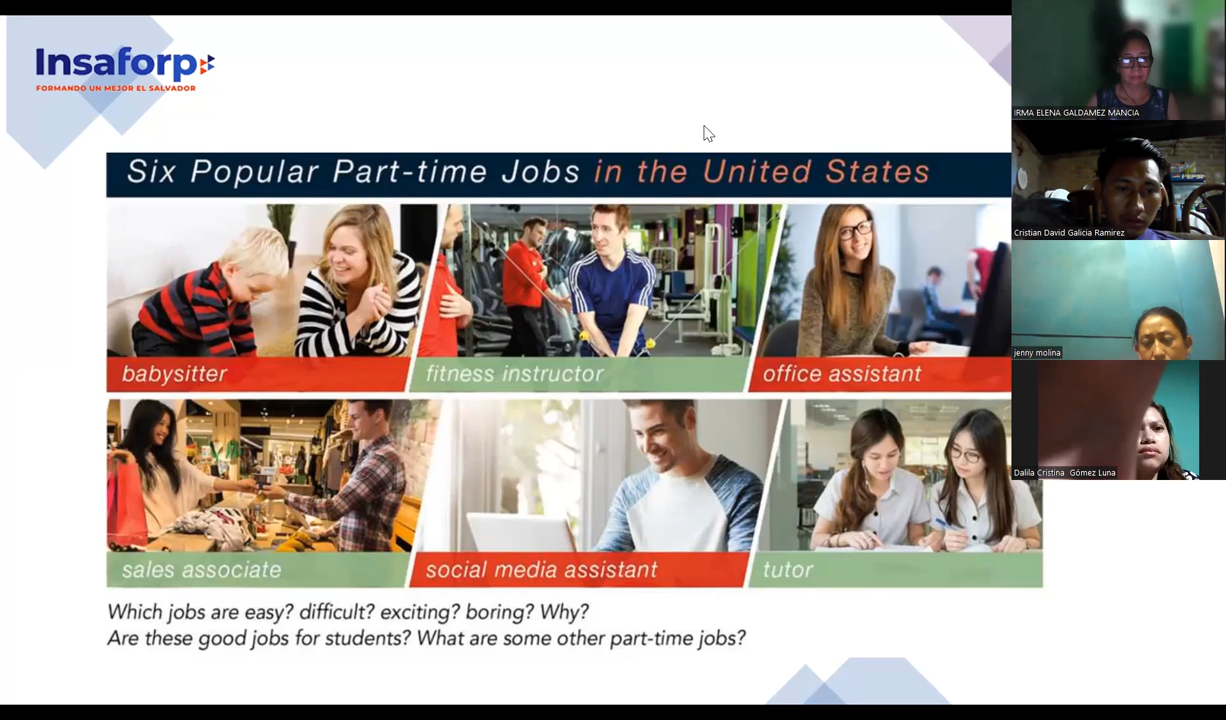 Insaforp
FORMANDO UN MEJOR EL SALVADOR
Six Popular Part-time Jobs in the United States
babysitter
fitness instructor
office assistant
sales associate
social media assistant
tutor
Which jobs are easy? difficult? exciting? boring? Why?
Are these good jobs for students? What are some other part-time jobs?
IRMA ELENA GALDAMEZ MANCIA
Cristian David Galicia Ramirez
jenny molina
Dalila Cristina Gómez Luna